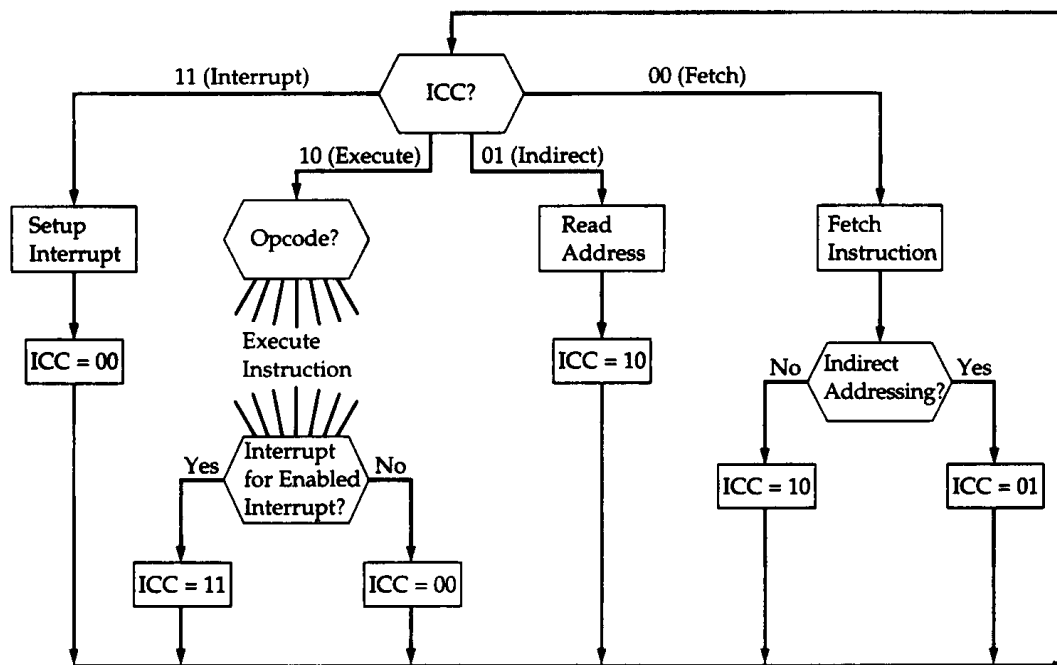 ICC?
11 (Interrupt)
00 (Fetch)
10 (Execute)
01 (Indirect)
Setup
Interrupt
Opcode?
Read
Address
Fetch
Instruction
ICC = 00
Execute
Instruction
ICC = 10
No
Indirect
Addressing?
Yes
Yes
Interrupt
for Enabled
Interrupt?
No
ICC = 10
ICC = 01
ICC = 11
ICC = 00